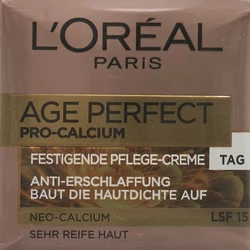 L'ORÉAL
PARIS
AGE PERFECT
PRO-CALCIUM
FESTIGENDE PFLEGE-CREME TAG
ANTI-ERSCHLAFFUNG
BAUT DIE HAUTDICHTE AUF
NEO-CALCIUM LSF 15
SEHR REIFE HAUT